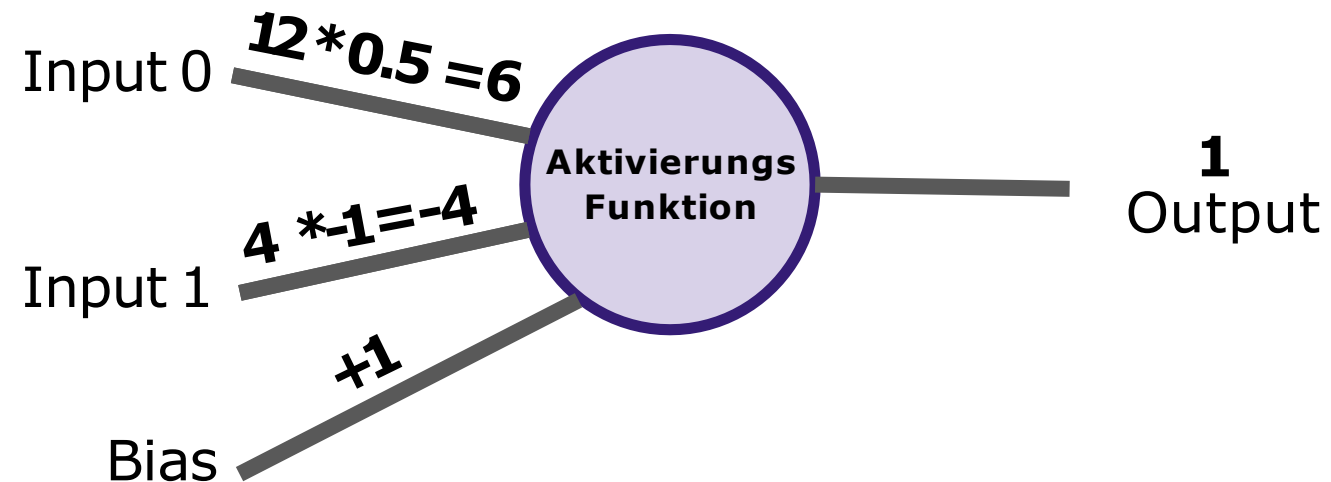 Input 0
12*0.5 =6
Aktivierungs
Funktion
1
Output
4 *-1=-4
Input 1
+1
Bias